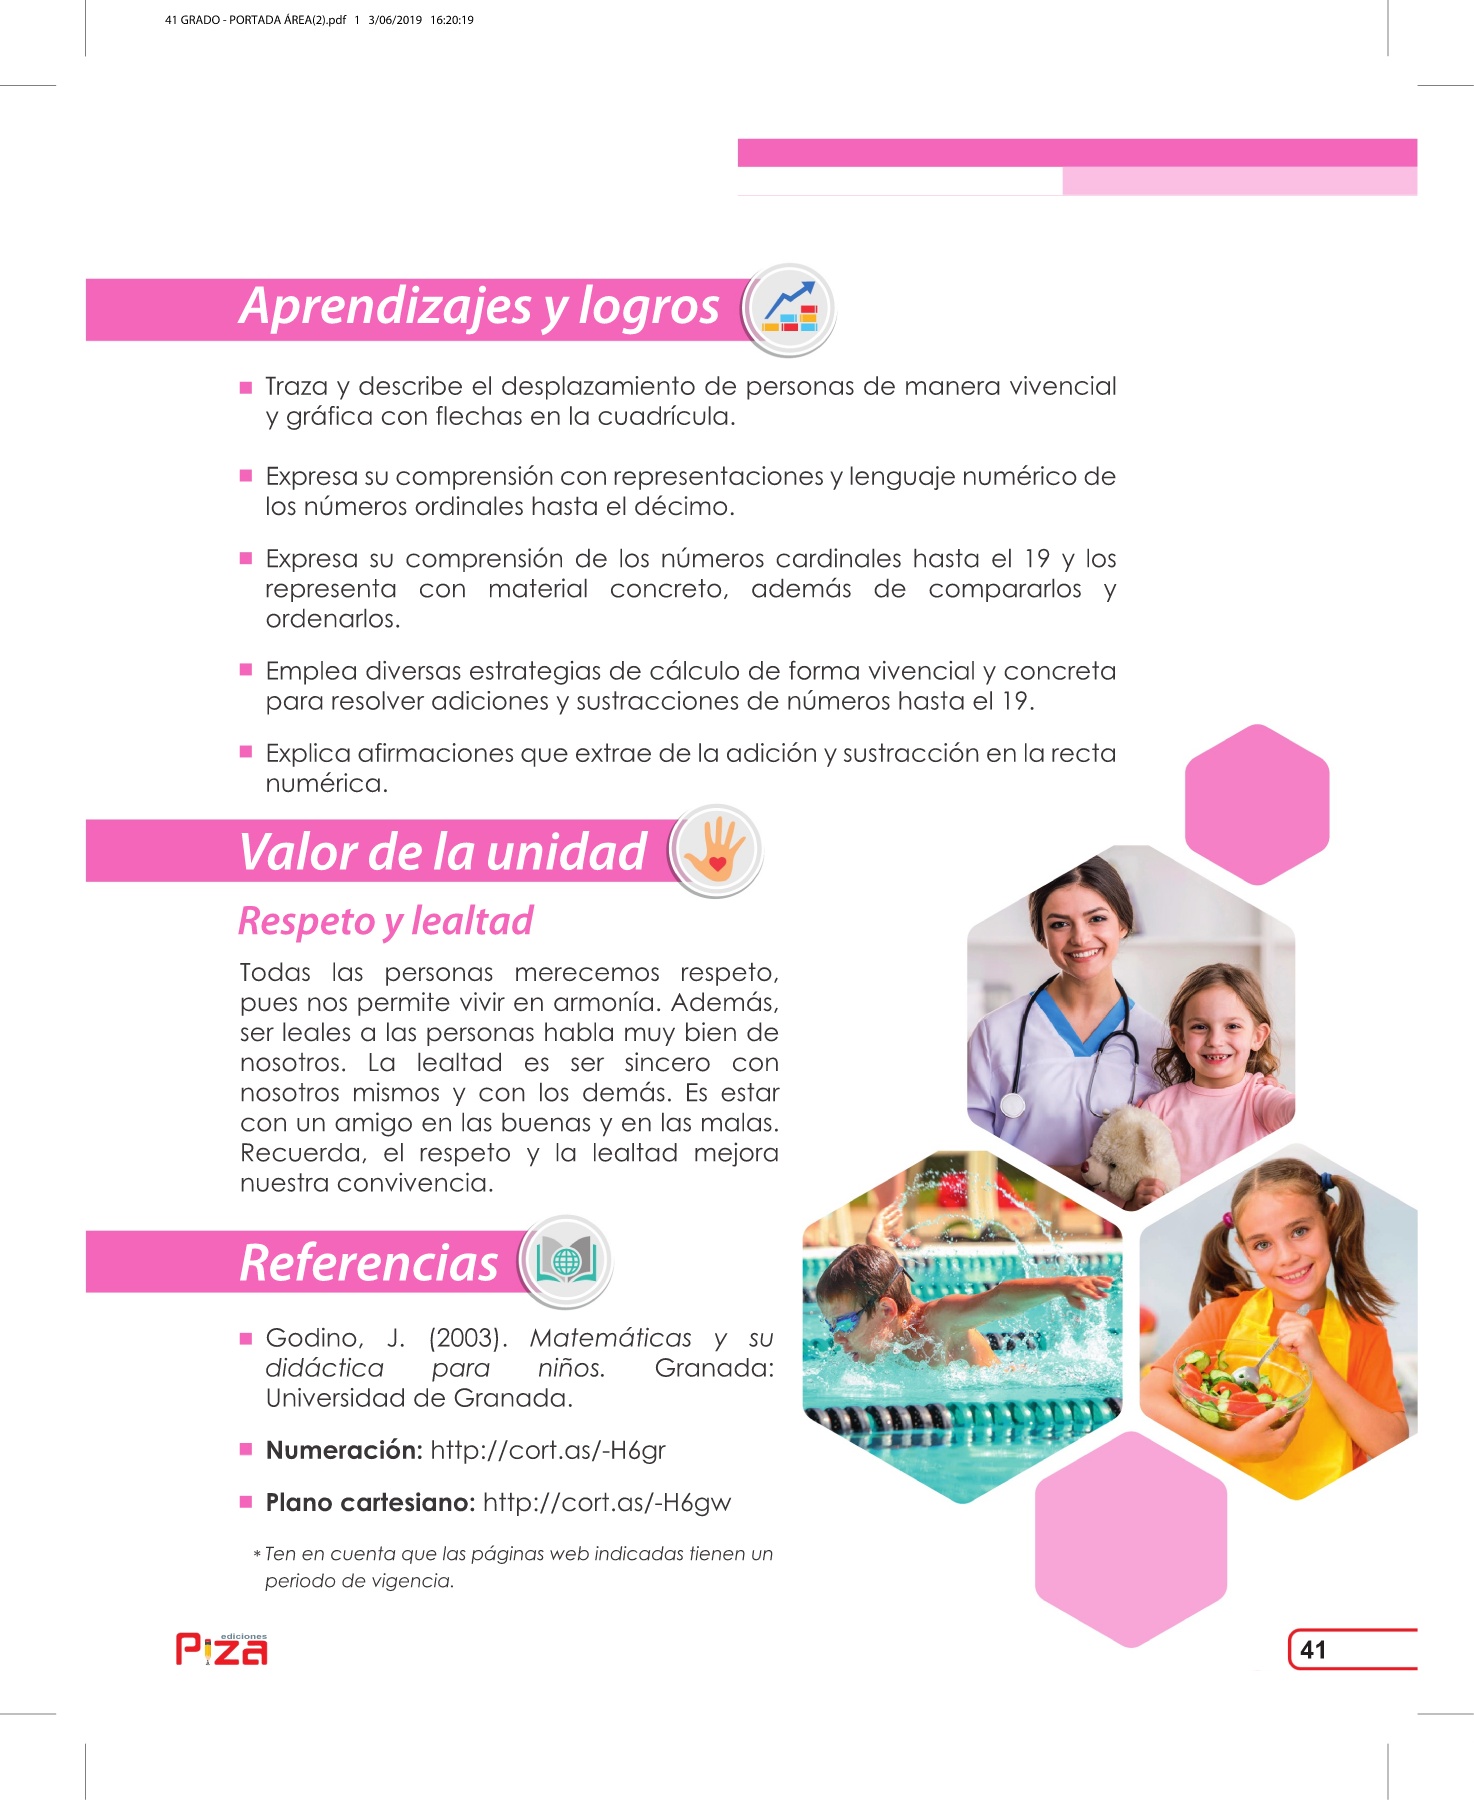 41 GRADO - PORTADA ÁREA(2).pdf 1 3/06/2019 16:20:19
Aprendizajes y logros
Traza y describe el desplazamiento de personas de manera vivencial
y gráfica con flechas en la cuadrícula.
Expresa su comprensión con representaciones y lenguaje numérico de
los números ordinales hasta el décimo.
Expresa su comprensión de los números cardinales hasta el 19 y los
representa con material concreto, además de compararlos y
ordenarlos.
Emplea diversas estrategias de cálculo de forma vivencial y concreta
para resolver adiciones y sustracciones de números hasta el 19.
Explica afirmaciones que extrae de la adición y sustracción en la recta
numérica.
Valor de la unidad
Respeto y lealtad
Todas las personas merecemos respeto,
pues nos permite vivir en armonía. Además,
ser leales a las personas habla muy bien de
nosotros. La lealtad es ser sincero con
nosotros mismos y con los demás. Es estar
con un amigo en las buenas y en las malas.
Recuerda, el respeto y la lealtad mejora
nuestra convivencia.
Referencias
Godino, J. (2003). Matemáticas y su
didáctica para niños. Granada:
Universidad de Granada.
Numeración: http://cort.as/-H6gr
Plano cartesiano: http://cort.as/-H6gw
* Ten en cuenta que las páginas web indicadas tienen un
periodo de vigencia.
ediciones
Piza
41